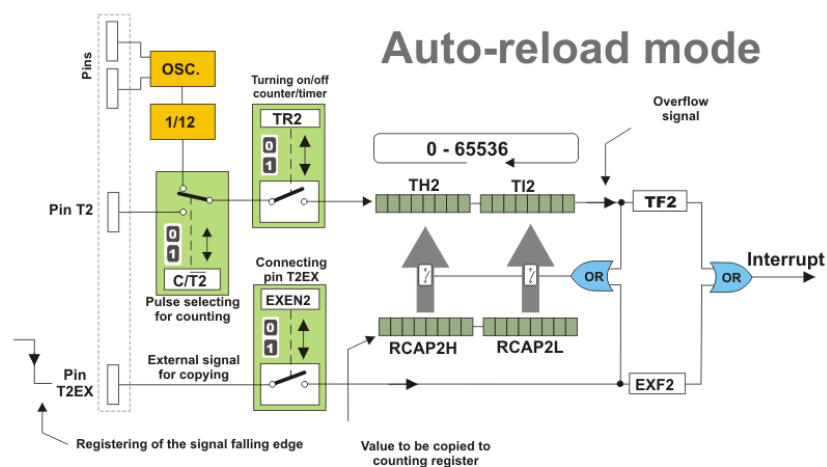 Auto-reload mode
Pins
OSC.
1/12
Turning on/off
counter/timer
TR2
0
1
Overflow
signal
0 - 65536
TH2
TI2
TF2
Pin T2
0
1
C/T̅2̅
Pulse selecting
for counting
Connecting
pin T2EX
EXEN2
0
1
OR
OR
Interrupt
RCAP2H
RCAP2L
Pin
T2EX
External signal
for copying
EXF2
Registering of the signal falling edge
Value to be copied to
counting register